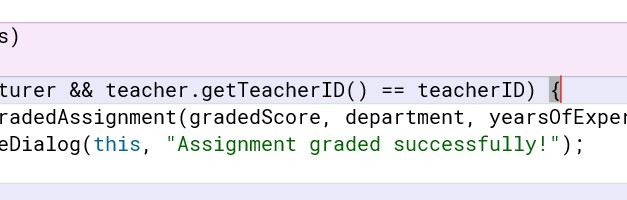 s)
turer && teacher.getTeacherID() == teacherID) {
radedAssignment(gradedScore, department, yearsOfExper
eDialog(this, "Assignment graded successfully!");